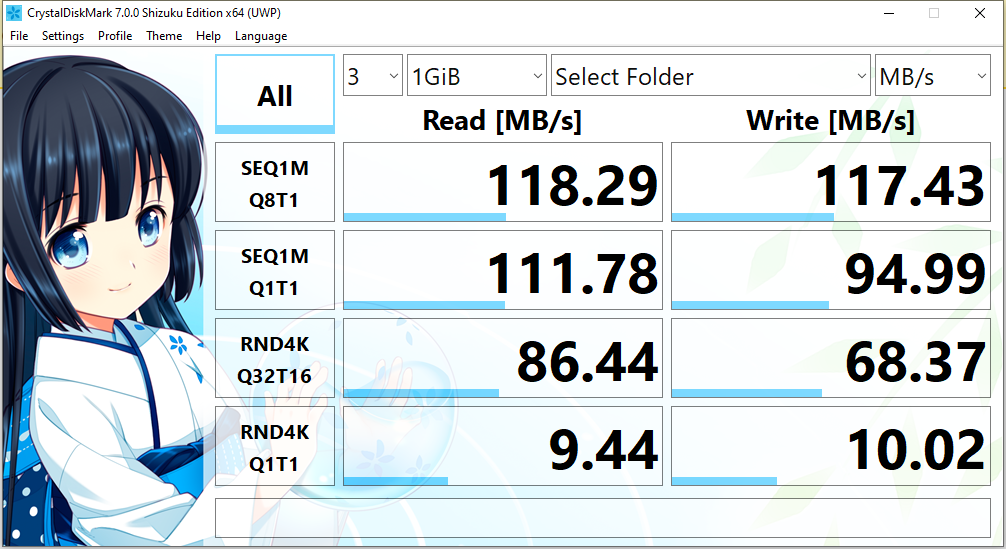 CrystalDiskMark 7.0.0 Shizuku Edition x64 (UWP)
File Settings Profile Theme Help Language
All
3 1GiB Select Folder MB/s
Read [MB/s] Write [MB/s]
SEQ1M
Q8T1
118.29 117.43
SEQ1M
Q1T1
111.78 94.99
RND4K
Q32T16
86.44 68.37
RND4K
Q1T1
9.44 10.02